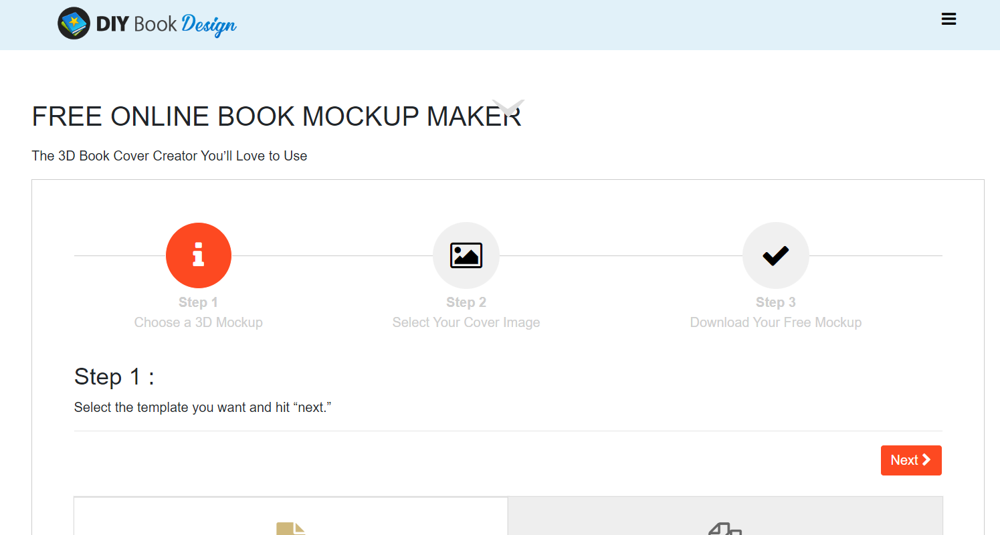 DIY Book Design
FREE ONLINE BOOK MOCKUP MAKER
The 3D Book Cover Creator You’ll Love to Use
Step 1
Step 2
Step 3
Choose a 3D Mockup
Select Your Cover Image
Download Your Free Mockup
Step 1 :
Select the template you want and hit “next.”
Next